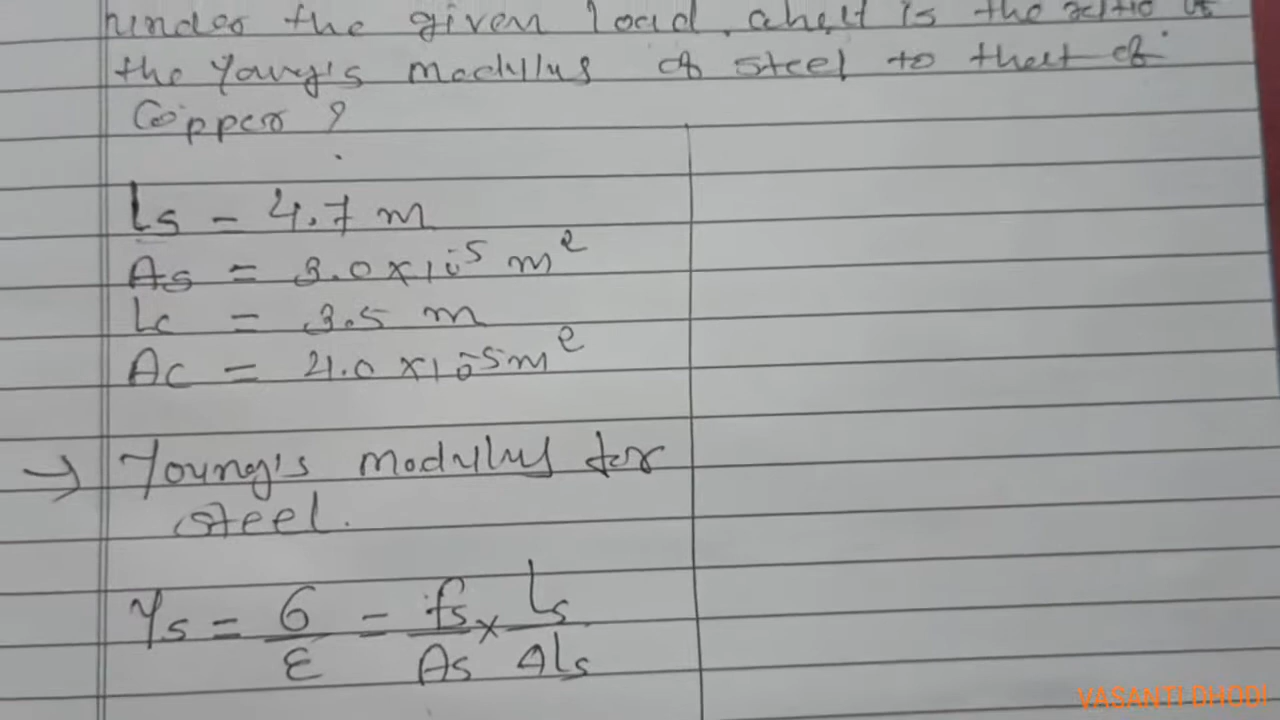 under the given load. what is the ratio of
the Young's modulus of steel to that of
Copper ?
Ls - 4.7 m
As = 3.0 × 10⁻⁵ m²
Lc = 3.5 m
Ac = 4.0 × 10⁻⁵ m²
→ Young's modulus for
steel.
Ys = σ/ε = fs/As × Ls/Δls
VASANTI DHODI